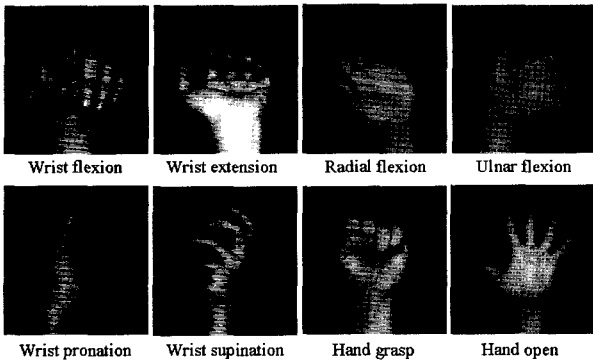 Wrist flexion
Wrist extension
Radial flexion
Ulnar flexion
Wrist pronation
Wrist supination
Hand grasp
Hand open